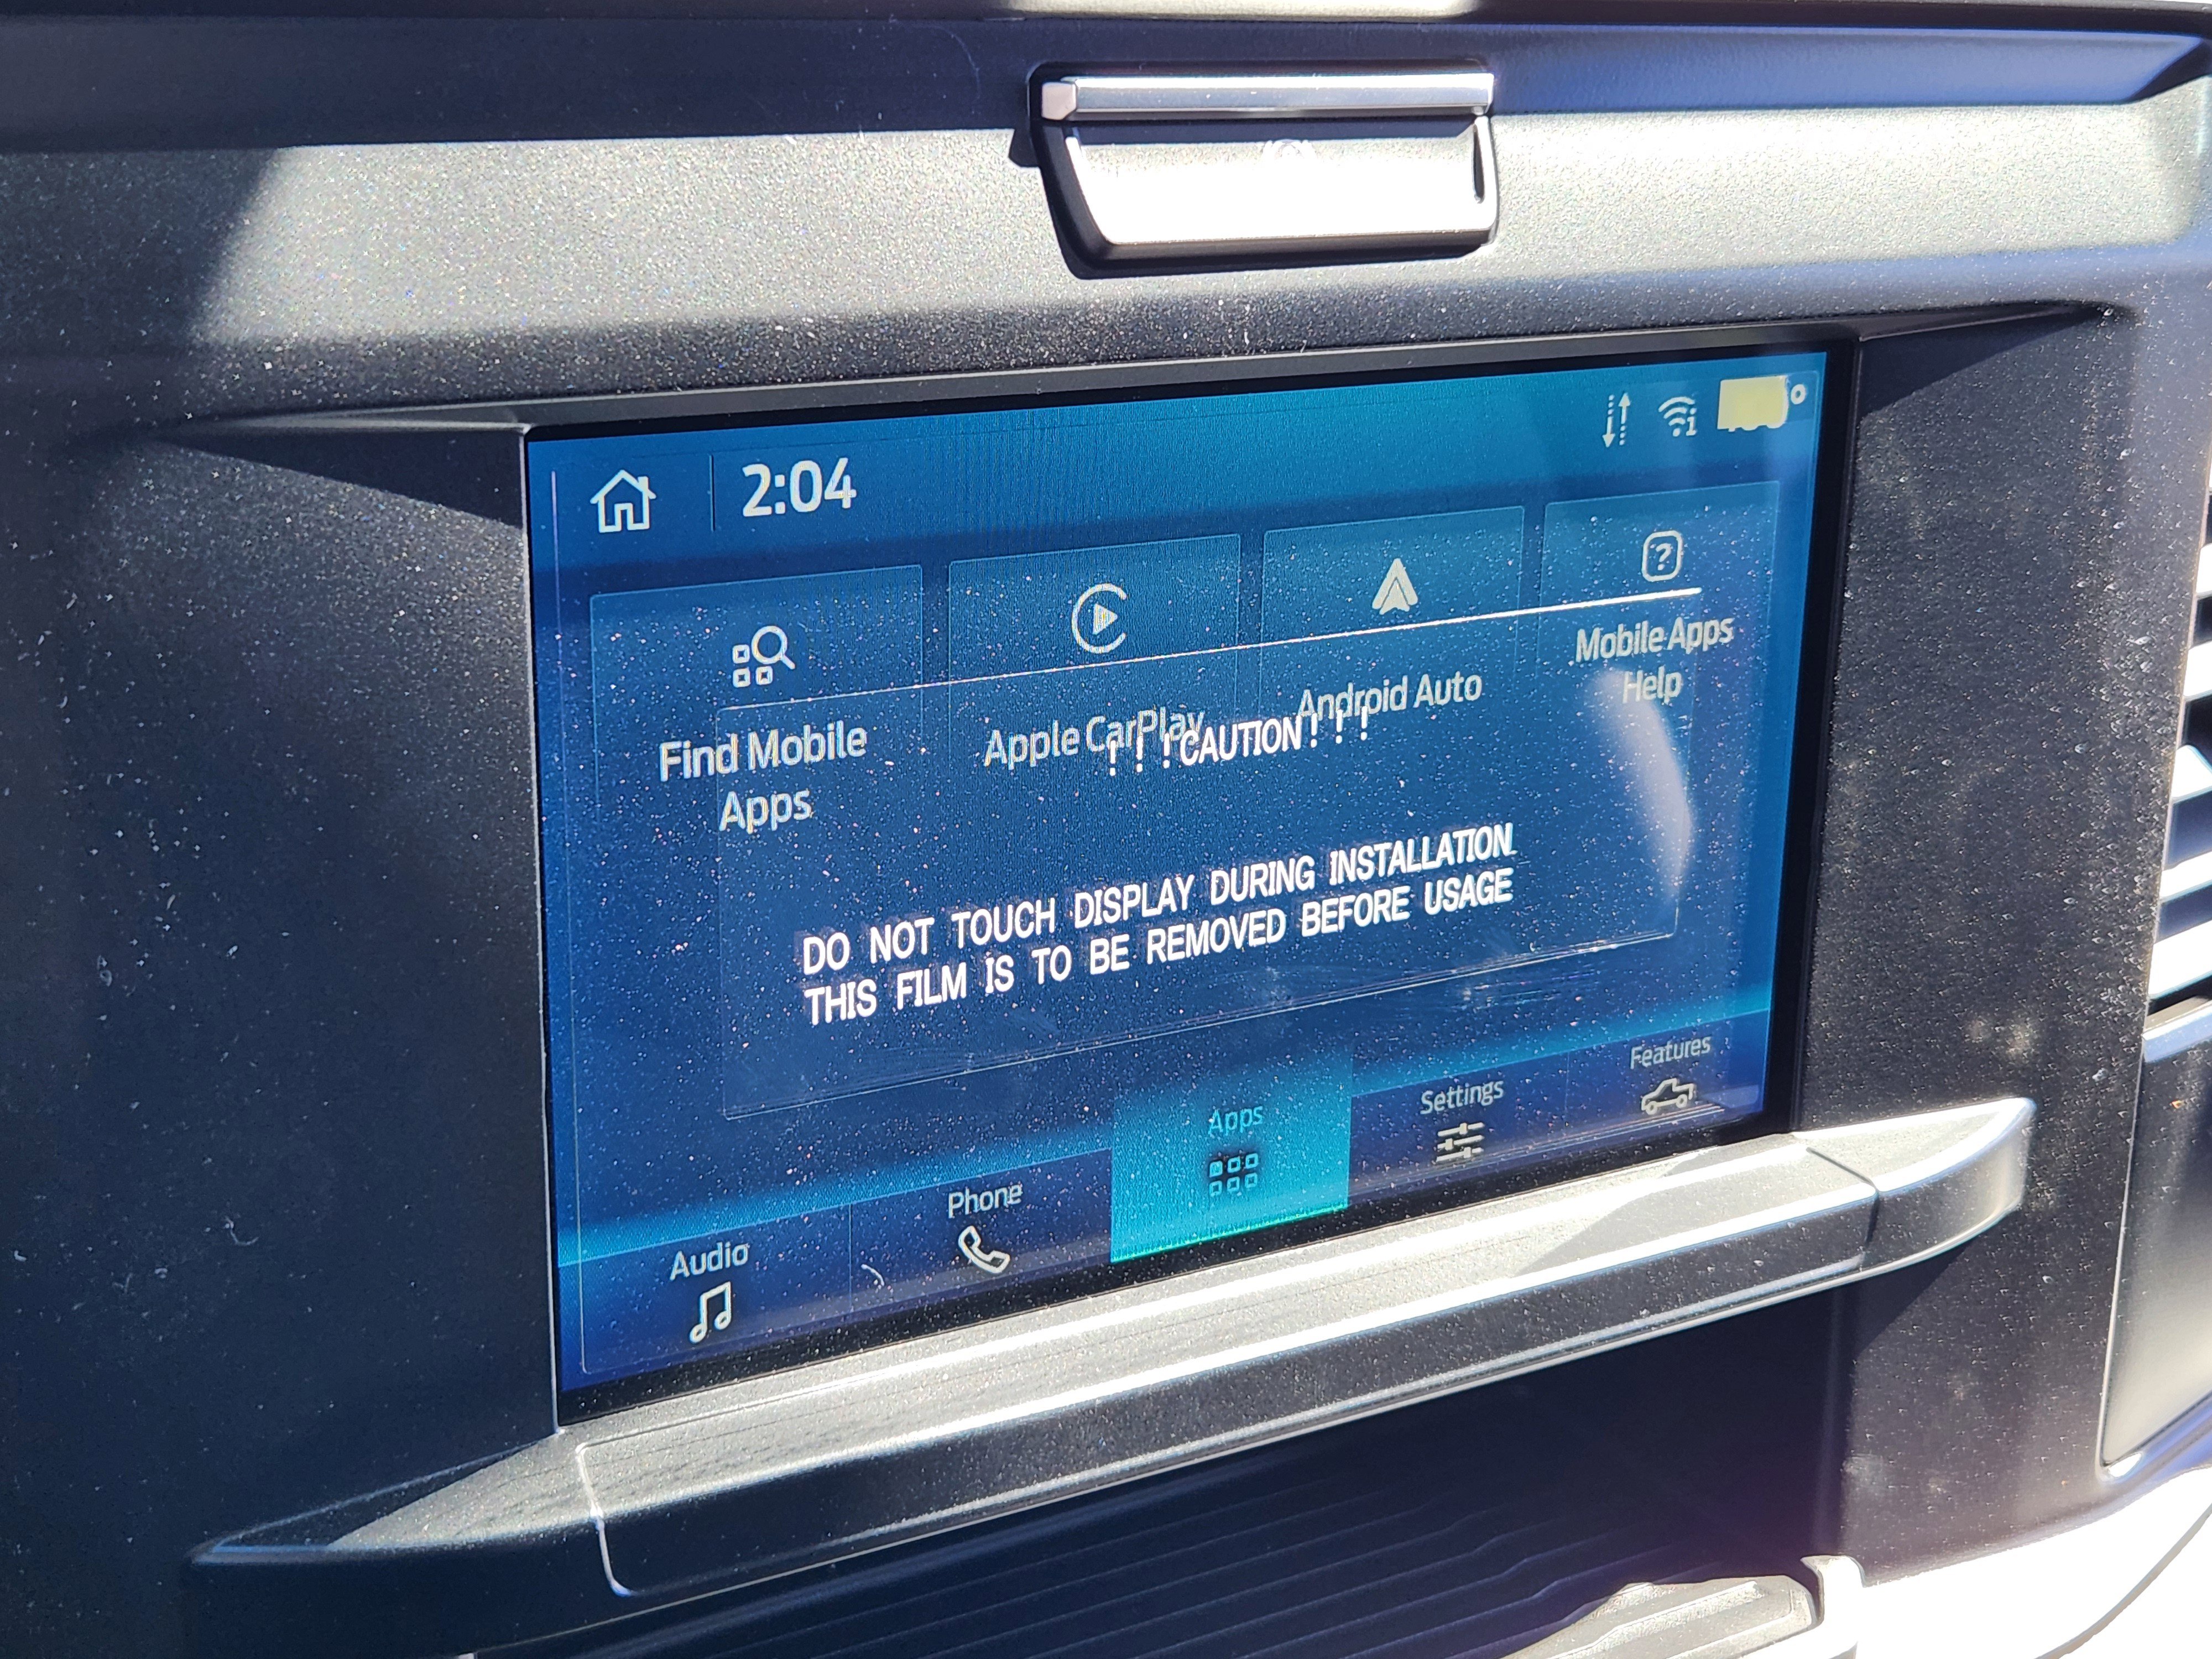 2:04
Find Mobile
Apps
Apple CarPlay
Android Auto
Mobile Apps
Help
!!!CAUTION!!!
DO NOT TOUCH DISPLAY DURING INSTALLATION
THIS FILM IS TO BE REMOVED BEFORE USAGE
Audio
Phone
Apps
Settings
Features